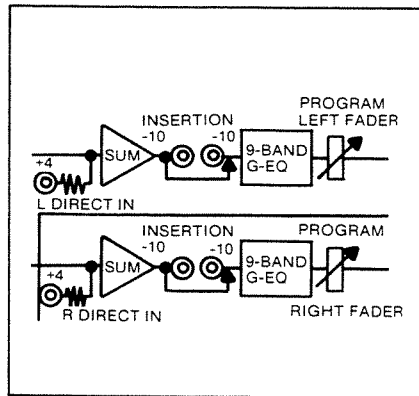 INSERTION
PROGRAM
LEFT FADER
-10
-10
+4
SUM
9-BAND
G-EQ
L DIRECT IN
INSERTION
PROGRAM
-10
-10
+4
SUM
9-BAND
G-EQ
R DIRECT IN
RIGHT FADER